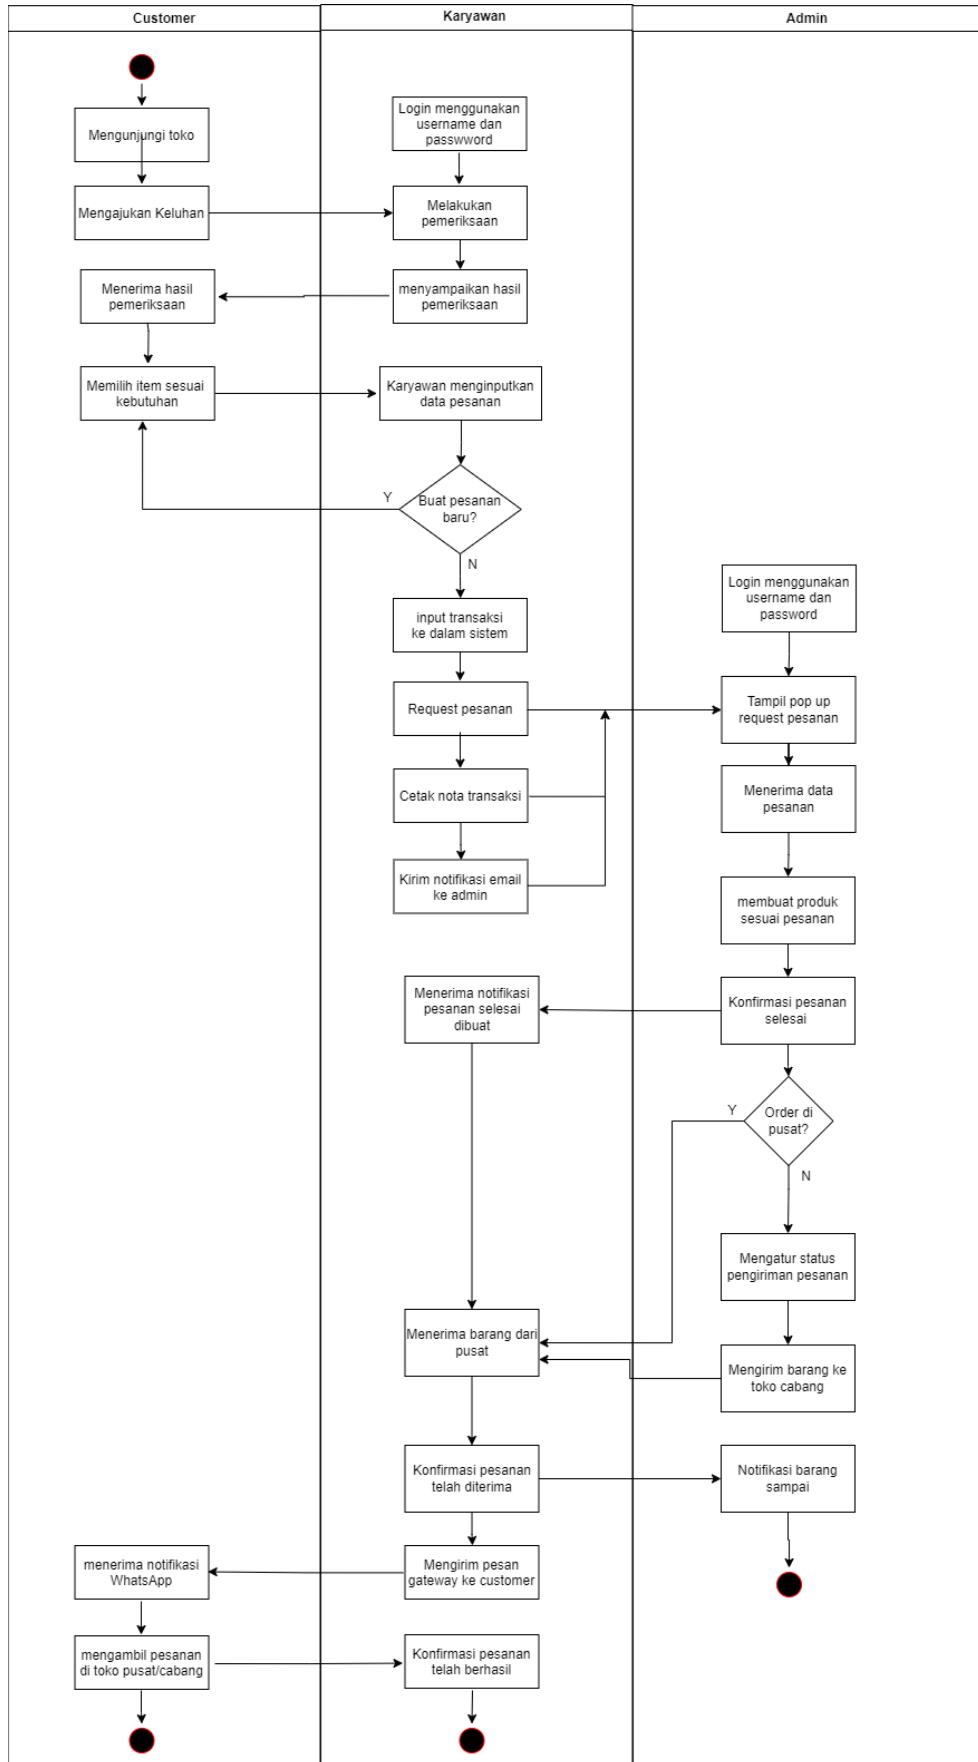 Customer
Karyawan
Admin
Mengunjungi toko
Login menggunakan
username dan
passwword
Mengajukan Keluhan
Melakukan
pemeriksaan
Menerima hasil
pemeriksaan
menyampaikan hasil
pemeriksaan
Memilih item sesuai
kebutuhan
Karyawan menginputkan
data pesanan
Y
Buat pesanan
baru?
N
Login menggunakan
username dan
password
input transaksi
ke dalam sistem
Request pesanan
Tampil pop up
request pesanan
Cetak nota transaksi
Menerima data
pesanan
Kirim notifikasi email
ke admin
membuat produk
sesuai pesanan
Menerima notifikasi
pesanan selesai
dibuat
Konfirmasi pesanan
selesai
Y
Order di
pusat?
N
Mengatur status
pengiriman pesanan
Menerima barang dari
pusat
Mengirim barang ke
toko cabang
Konfirmasi pesanan
telah diterima
Notifikasi barang
sampai
menerima notifikasi
WhatsApp
Mengirim pesan
gateway ke customer
mengambil pesanan
di toko pusat/cabang
Konfirmasi pesanan
telah berhasil